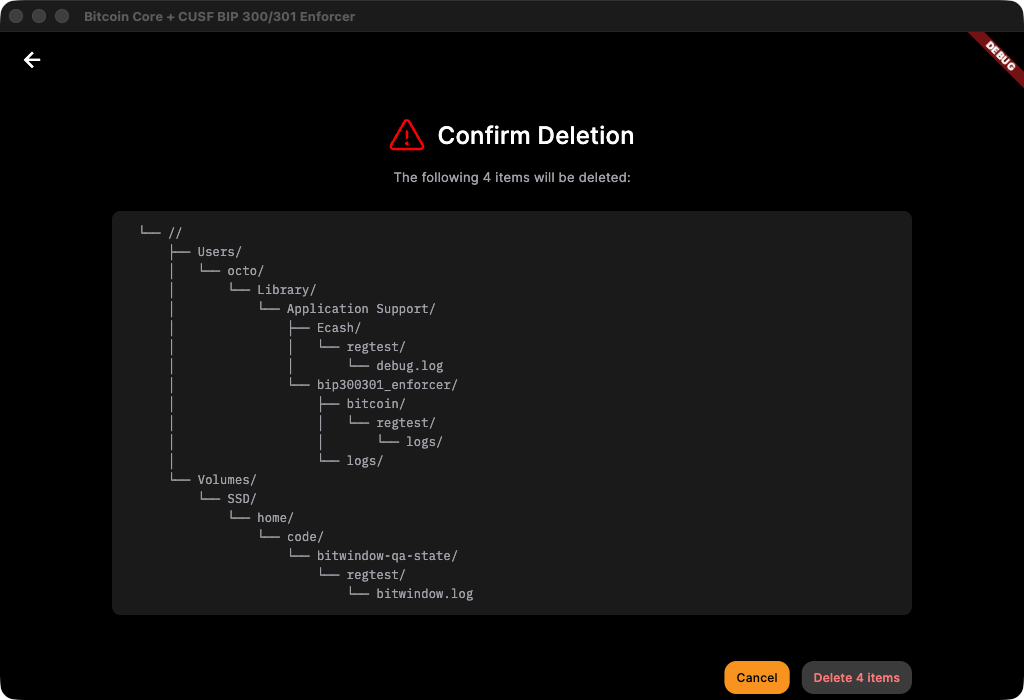 Bitcoin Core + CUSF BIP 300/301 Enforcer
DEBUG
Confirm Deletion
The following 4 items will be deleted:
└── //
    ├── Users/
    │   └── octo/
    │       └── Library/
    │           └── Application Support/
    │               ├── Ecash/
    │               │   └── regtest/
    │               │       └── debug.log
    │               └── bip300301_enforcer/
    │                   ├── bitcoin/
    │                   │   └── regtest/
    │                   │       └── logs/
    │                   └── logs/
    └── Volumes/
        └── SSD/
            └── home/
                └── code/
                    └── bitwindow-qa-state/
                        └── regtest/
                            └── bitwindow.log
Cancel
Delete 4 items